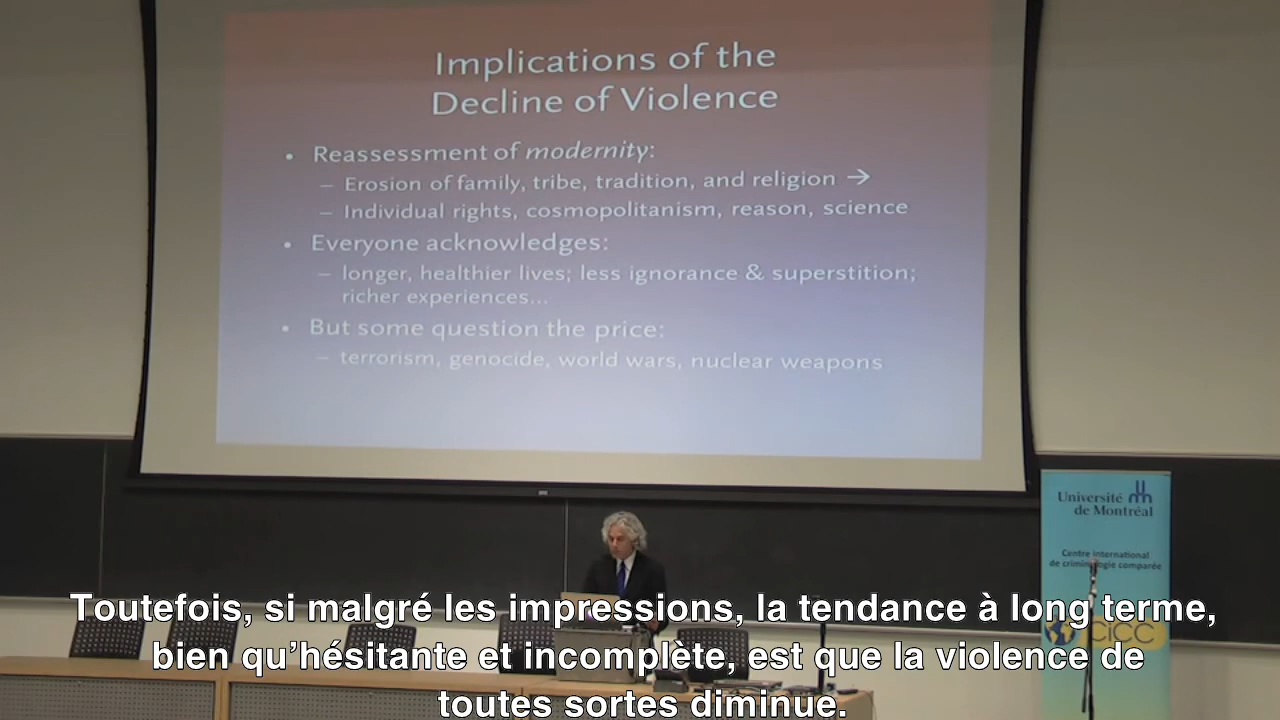 Implications of the
Decline of Violence
• Reassessment of modernity:
– Erosion of family, tribe, tradition, and religion →
– Individual rights, cosmopolitanism, reason, science
• Everyone acknowledges:
– longer, healthier lives; less ignorance & superstition;
richer experiences...
• But some question the price:
– terrorism, genocide, world wars, nuclear weapons
Université
de Montréal
Centre international
de criminologie comparée
CICC
Toutefois, si malgré les impressions, la tendance à long terme,
bien qu’hésitante et incomplète, est que la violence de
toutes sortes diminue.